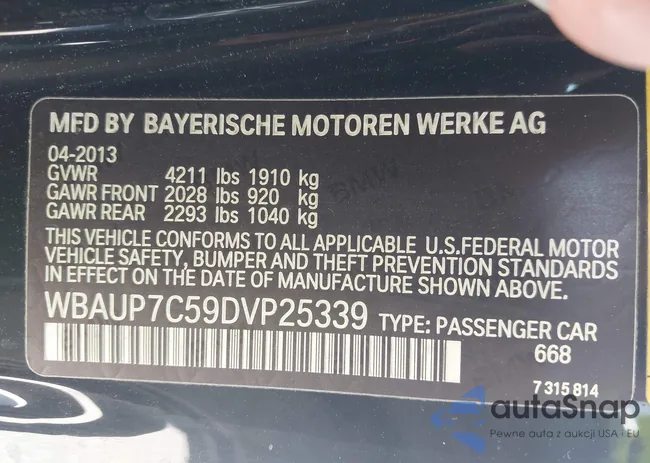 MFD BY BAYERISCHE MOTOREN WERKE AG
04-2013
GVWR 4211 lbs 1910 kg
GAWR FRONT 2028 lbs 920 kg
GAWR REAR 2293 lbs 1040 kg
THIS VEHICLE CONFORMS TO ALL APPLICABLE U.S.FEDERAL MOTOR
VEHICLE SAFETY, BUMPER AND THEFT PREVENTION STANDARDS
IN EFFECT ON THE DATE OF MANUFACTURE SHOWN ABOVE.
WBAUP7C59DVP25339 TYPE: PASSENGER CAR
668
7 315 814
autaSnap
Pewne auta z aukcji USA i EU